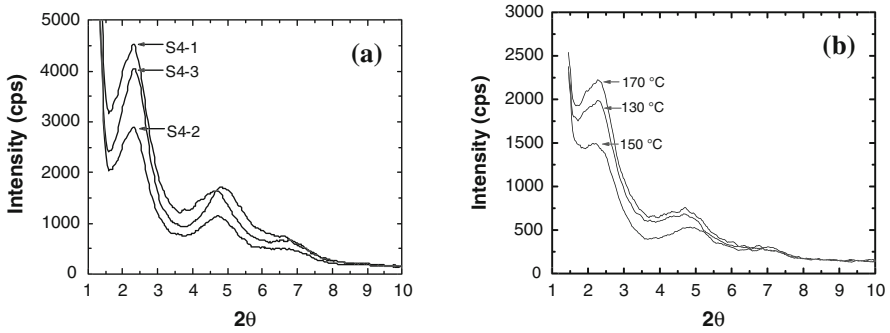 (a)
S4-1
S4-3
S4-2
Intensity (cps)
5000
4000
3000
2000
1000
0
1 2 3 4 5 6 7 8 9 10
2θ
(b)
170 °C
130 °C
150 °C
Intensity (cps)
3000
2500
2000
1500
1000
500
0
1 2 3 4 5 6 7 8 9 10
2θ